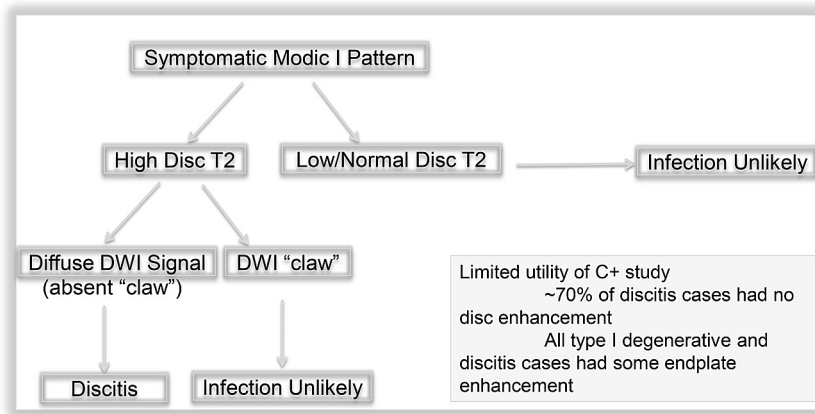 Symptomatic Modic I Pattern
High Disc T2
Low/Normal Disc T2
Infection Unlikely
Diffuse DWI Signal
(absent “claw”)
DWI “claw”
Discitis
Infection Unlikely
Limited utility of C+ study
~70% of discitis cases had no
disc enhancement
All type I degenerative and
discitis cases had some endplate
enhancement